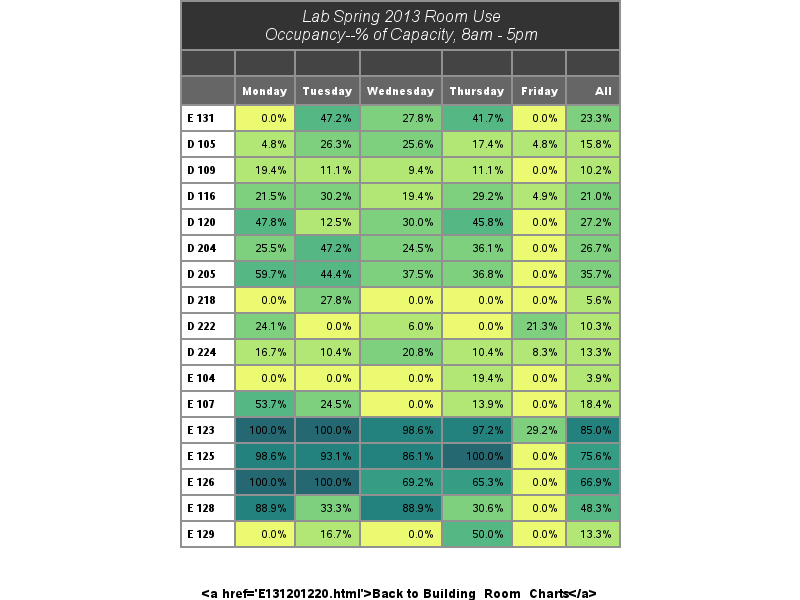 Lab Spring 2013 Room Use
Occupancy--% of Capacity, 8am - 5pm
Monday Tuesday Wednesday Thursday Friday All
E 131 0.0% 47.2% 27.8% 41.7% 0.0% 23.3%
D 105 4.8% 26.3% 25.6% 17.4% 4.8% 15.8%
D 109 19.4% 11.1% 9.4% 11.1% 0.0% 10.2%
D 116 21.5% 30.2% 19.4% 29.2% 4.9% 21.0%
D 120 47.8% 12.5% 30.0% 45.8% 0.0% 27.2%
D 204 25.5% 47.2% 24.5% 36.1% 0.0% 26.7%
D 205 59.7% 44.4% 37.5% 36.8% 0.0% 35.7%
D 218 0.0% 27.8% 0.0% 0.0% 0.0% 5.6%
D 222 24.1% 0.0% 6.0% 0.0% 21.3% 10.3%
D 224 16.7% 10.4% 20.8% 10.4% 8.3% 13.3%
E 104 0.0% 0.0% 0.0% 19.4% 0.0% 3.9%
E 107 53.7% 24.5% 0.0% 13.9% 0.0% 18.4%
E 123 100.0% 100.0% 98.6% 97.2% 29.2% 85.0%
E 125 98.6% 93.1% 86.1% 100.0% 0.0% 75.6%
E 126 100.0% 100.0% 69.2% 65.3% 0.0% 66.9%
E 128 88.9% 33.3% 88.9% 30.6% 0.0% 48.3%
E 129 0.0% 16.7% 0.0% 50.0% 0.0% 13.3%
<a href='E131201220.html'>Back to Building_Room_Charts</a>